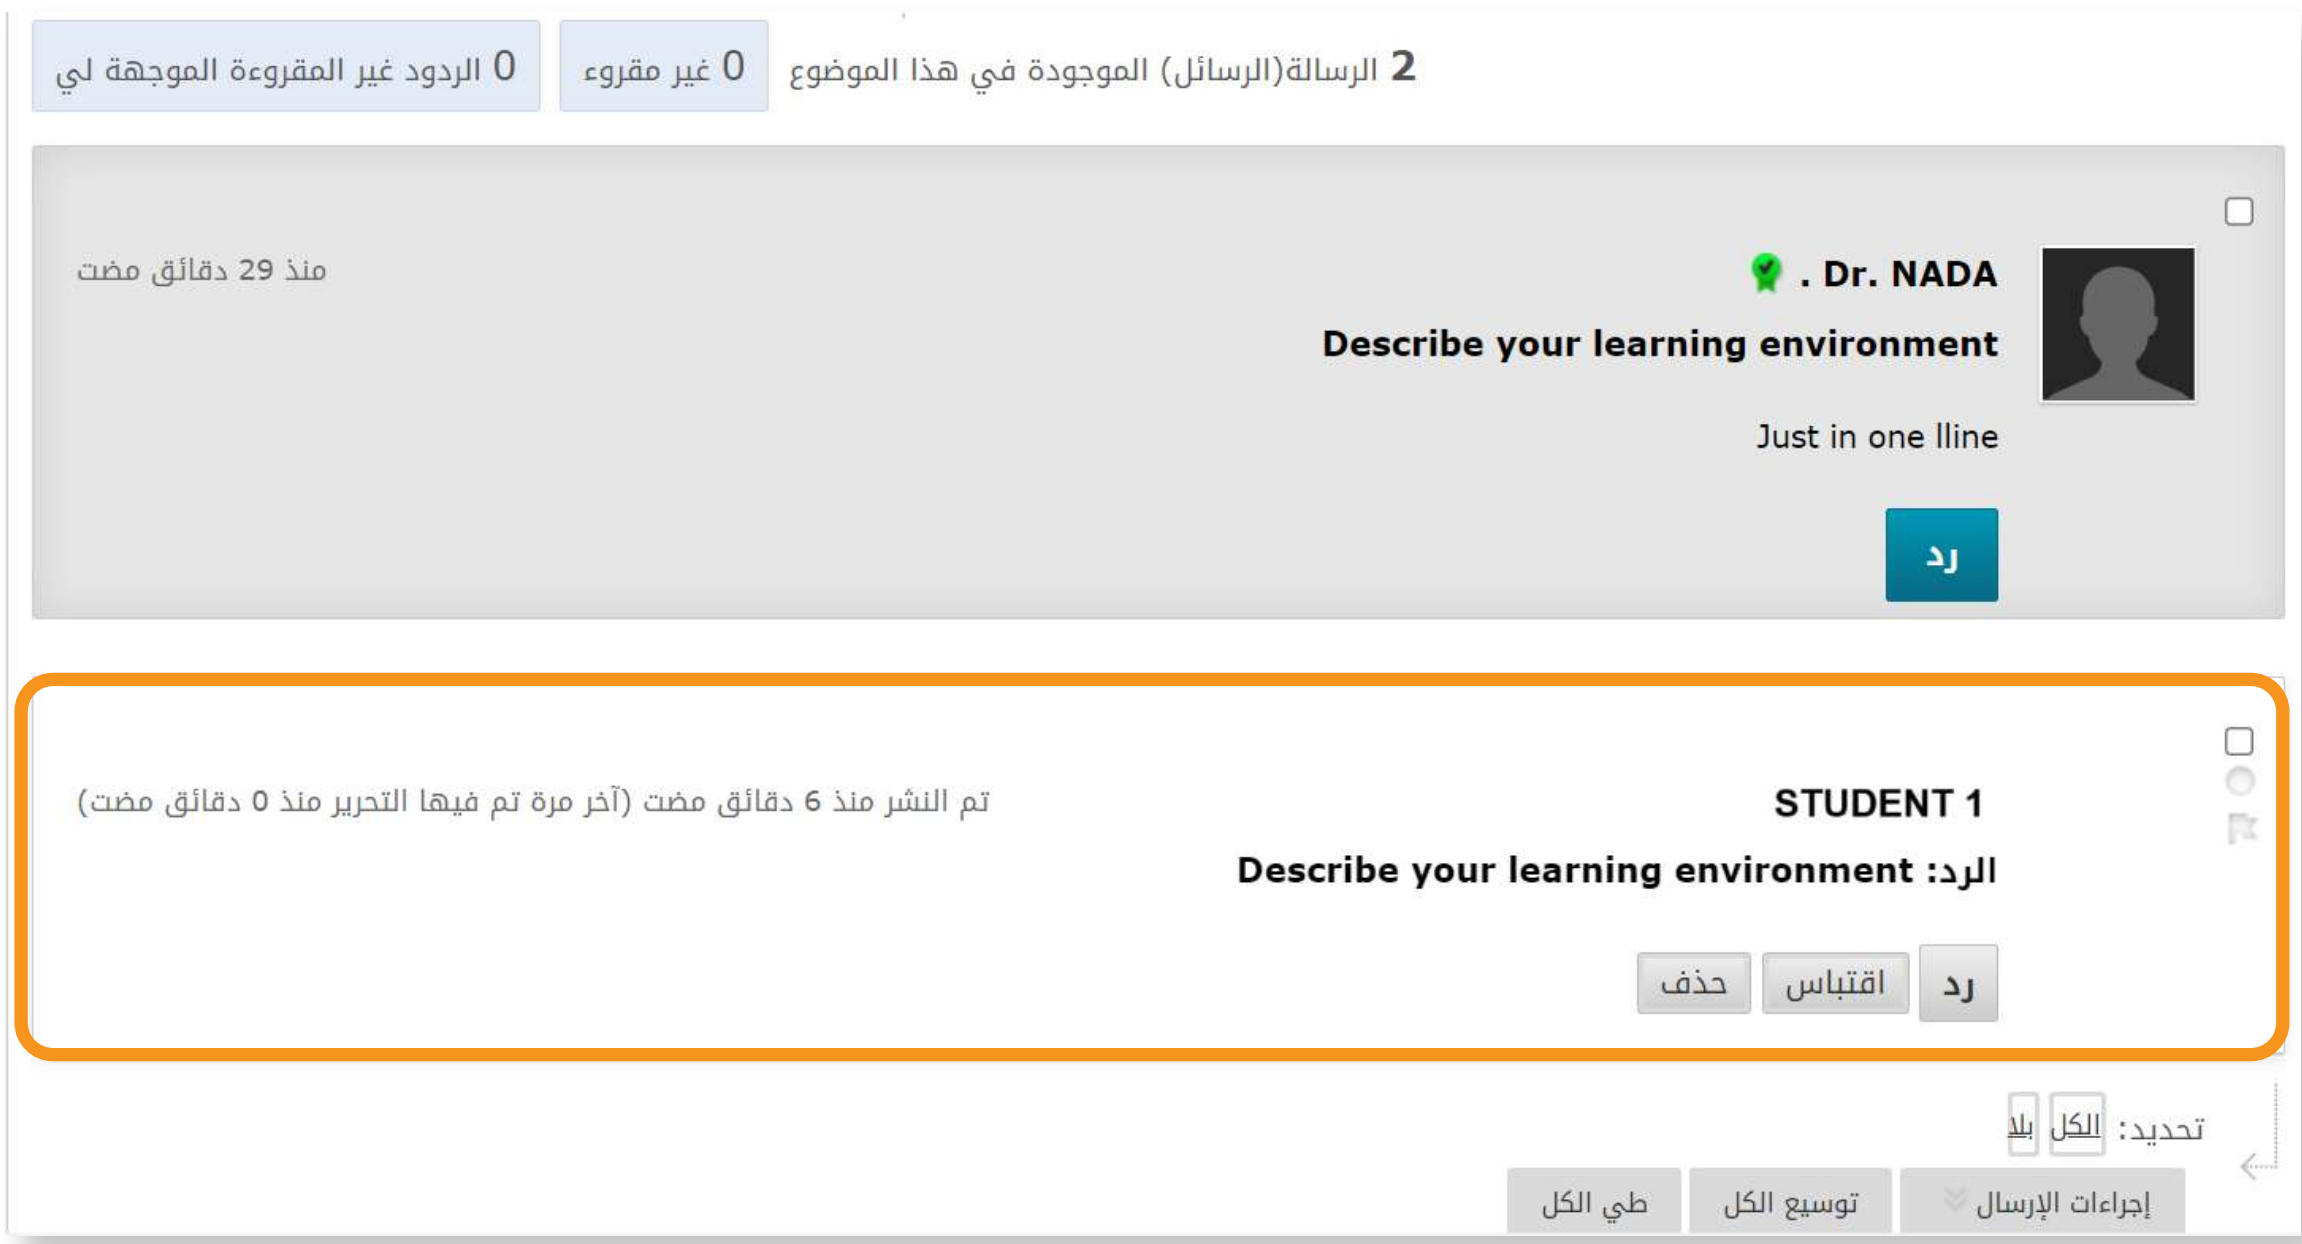 2 الرسالة(الرسائل) الموجودة في هذا الموضوع 0 غير مقروء 0 الردود غير المقروءة الموجهة لي
Dr. NADA .
منذ 29 دقائق مضت
Describe your learning environment
Just in one lline
رد
STUDENT 1
تم النشر منذ 6 دقائق مضت (آخر مرة تم فيها التحرير منذ 0 دقائق مضت)
الرد: Describe your learning environment
رد اقتباس حذف
تحديد: الكل بلا
إجراءات الإرسال توسيع الكل طي الكل